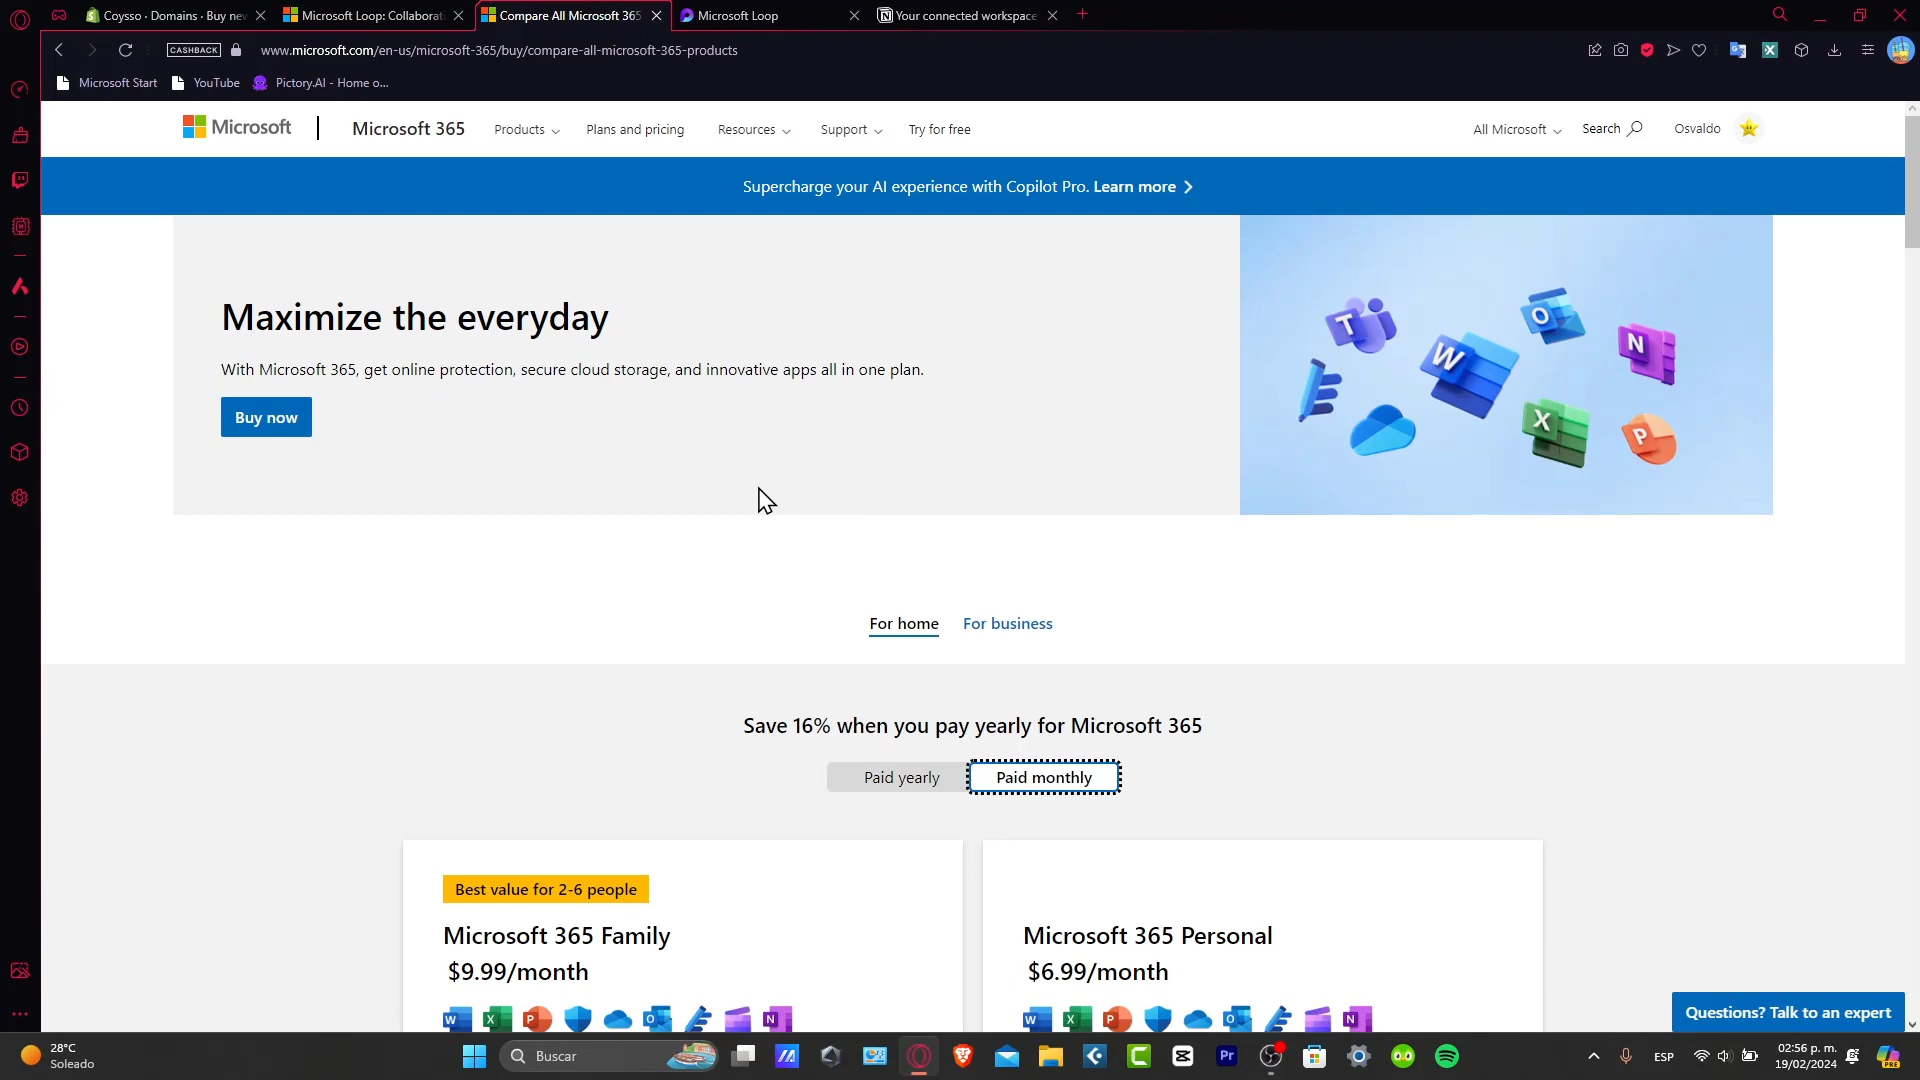 Coysso · Domains · Buy nev
Microsoft Loop: Collaborati
Compare All Microsoft 365
Microsoft Loop
Your connected workspace
CASHBACK
www.microsoft.com/en-us/microsoft-365/buy/compare-all-microsoft-365-products
Microsoft Start
YouTube
Pictory.AI - Home o...
Microsoft
Microsoft 365
Products
Plans and pricing
Resources
Support
Try for free
All Microsoft
Search
Osvaldo
Supercharge your AI experience with Copilot Pro. Learn more
Maximize the everyday
With Microsoft 365, get online protection, secure cloud storage, and innovative apps all in one plan.
Buy now
For home
For business
Save 16% when you pay yearly for Microsoft 365
Paid yearly
Paid monthly
Best value for 2-6 people
Microsoft 365 Family
$9.99/month
Microsoft 365 Personal
$6.99/month
Questions? Talk to an expert
28°C
Soleado
Buscar
ESP
02:56 p. m.
19/02/2024